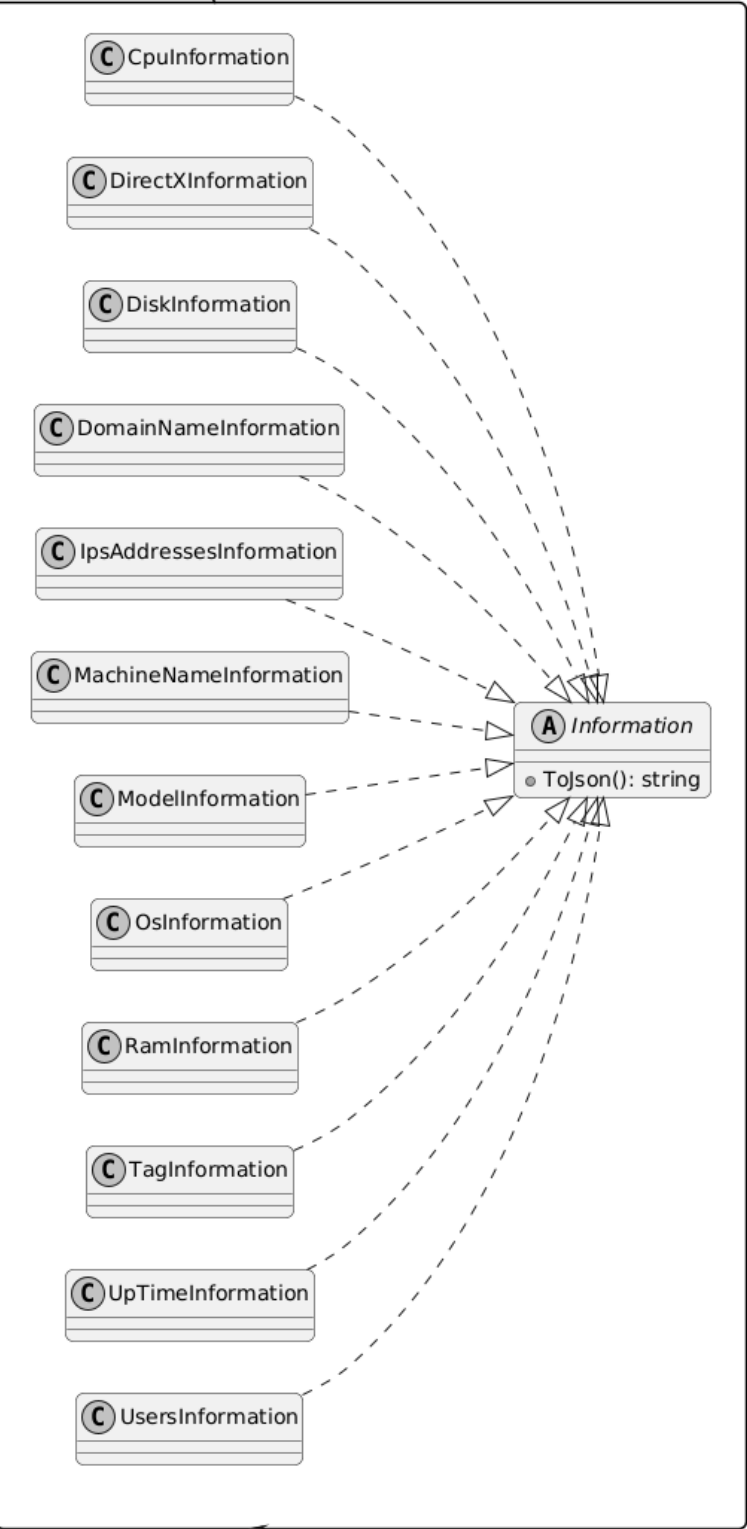 C CpuInformation
C DirectXInformation
C DiskInformation
C DomainNameInformation
C IpsAddressesInformation
C MachineNameInformation
A Information
ToJson(): string
C ModelInformation
C OsInformation
C RamInformation
C TagInformation
C UpTimeInformation
C UsersInformation